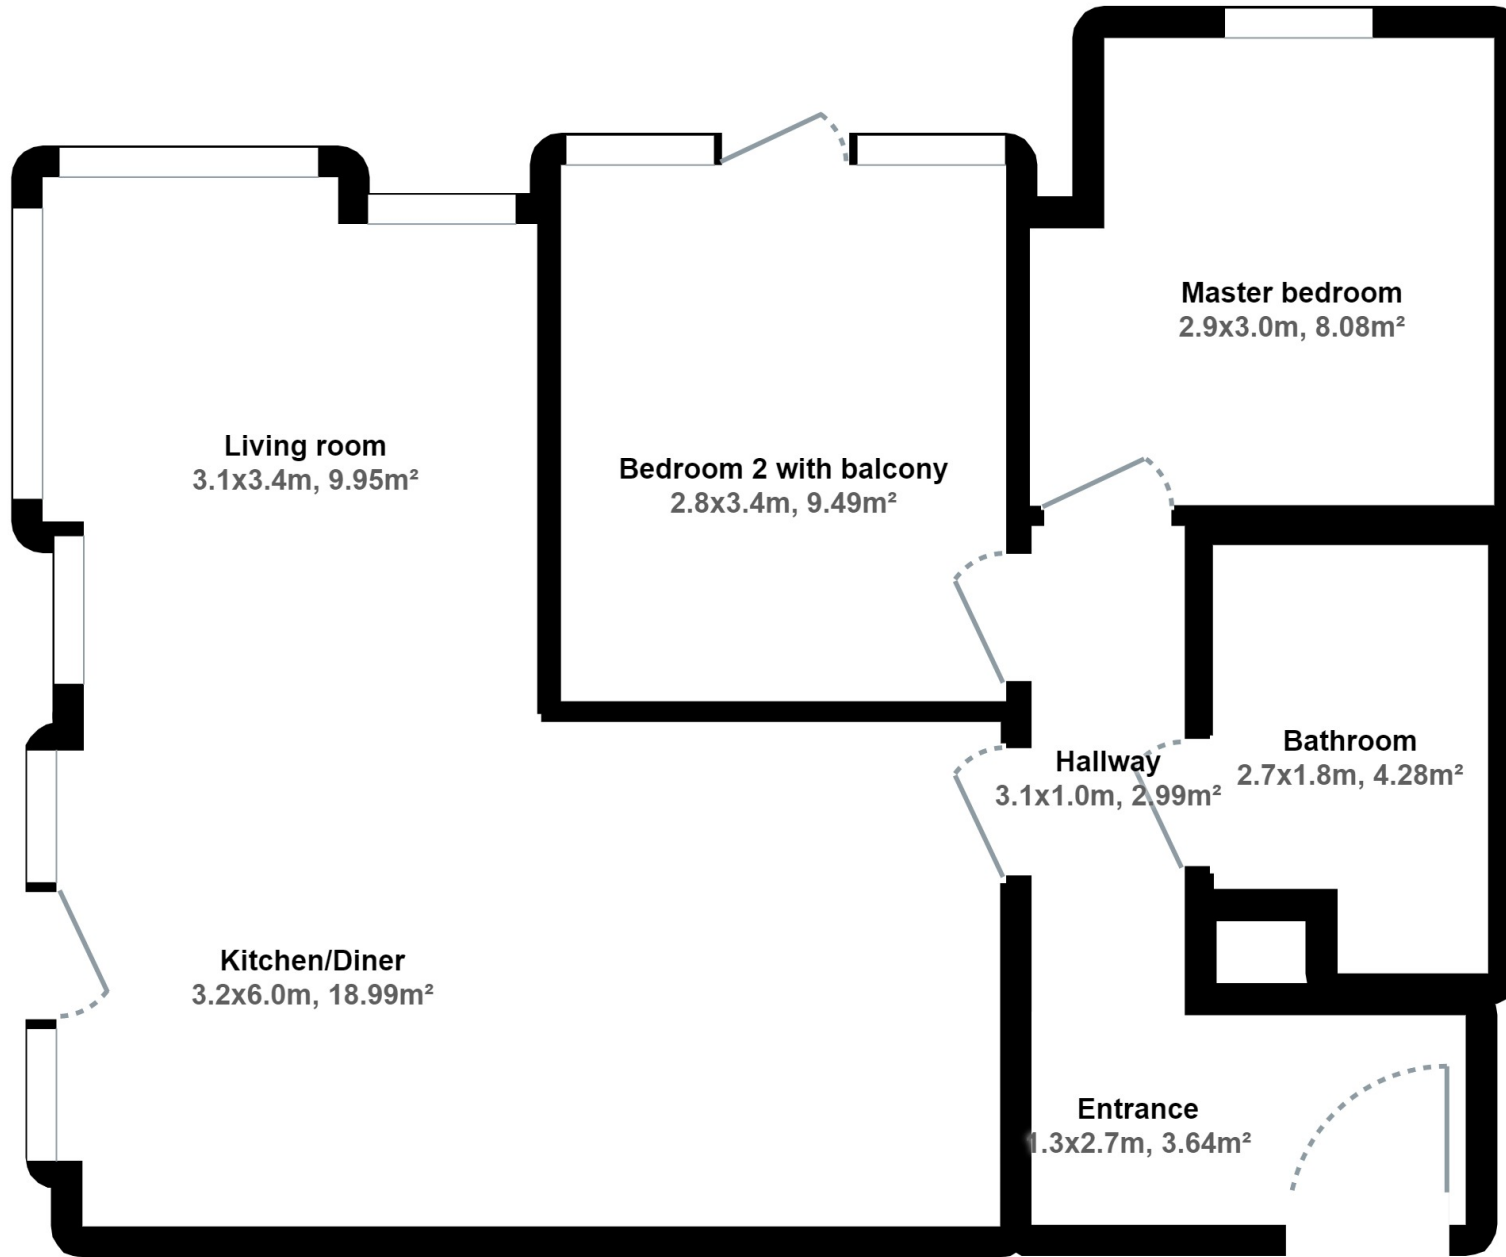 Master bedroom
2.9x3.0m, 8.08m²
Living room
3.1x3.4m, 9.95m²
Bedroom 2 with balcony
2.8x3.4m, 9.49m²
Hallway
3.1x1.0m, 2.99m²
Bathroom
2.7x1.8m, 4.28m²
Kitchen/Diner
3.2x6.0m, 18.99m²
Entrance
1.3x2.7m, 3.64m²